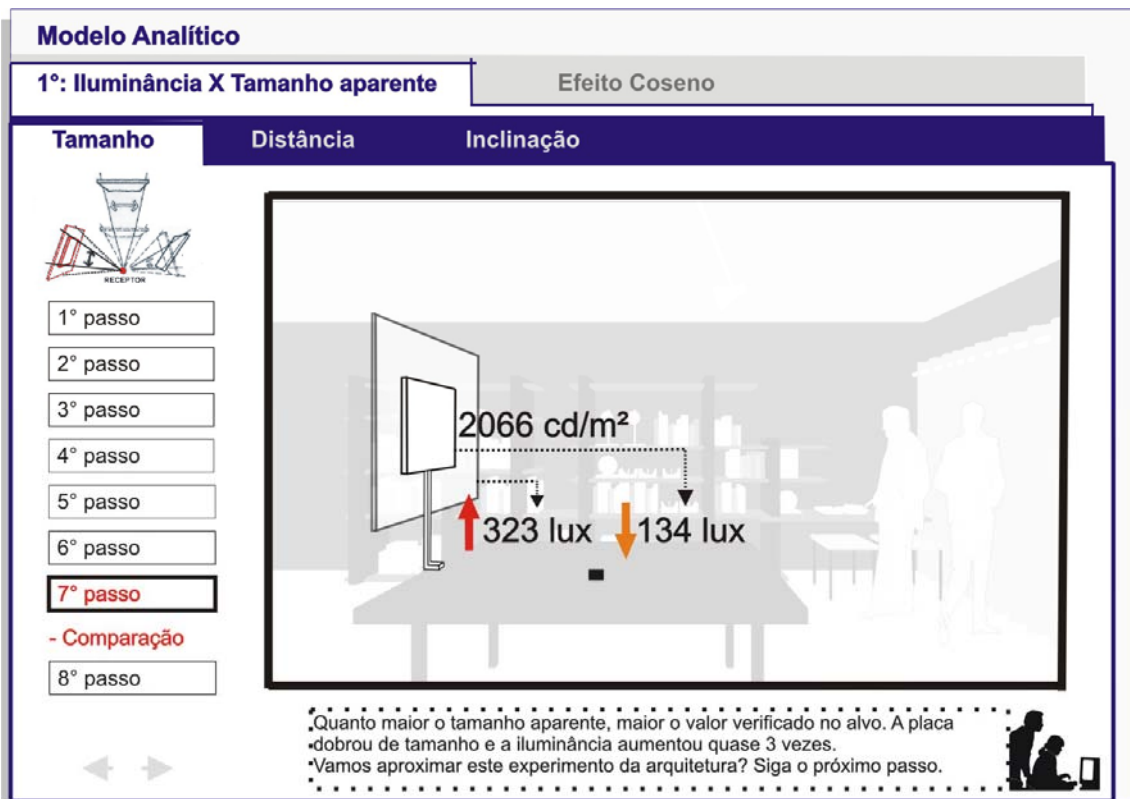 Modelo Analítico
1°: Iluminância X Tamanho aparente
Efeito Coseno
Tamanho
Distância
Inclinação
RECEPTOR
1° passo
2° passo
3° passo
4° passo
5° passo
6° passo
7° passo
- Comparação
8° passo
2066 cd/m²
323 lux
134 lux
Quanto maior o tamanho aparente, maior o valor verificado no alvo. A placa
dobrou de tamanho e a iluminância aumentou quase 3 vezes.
Vamos aproximar este experimento da arquitetura? Siga o próximo passo.